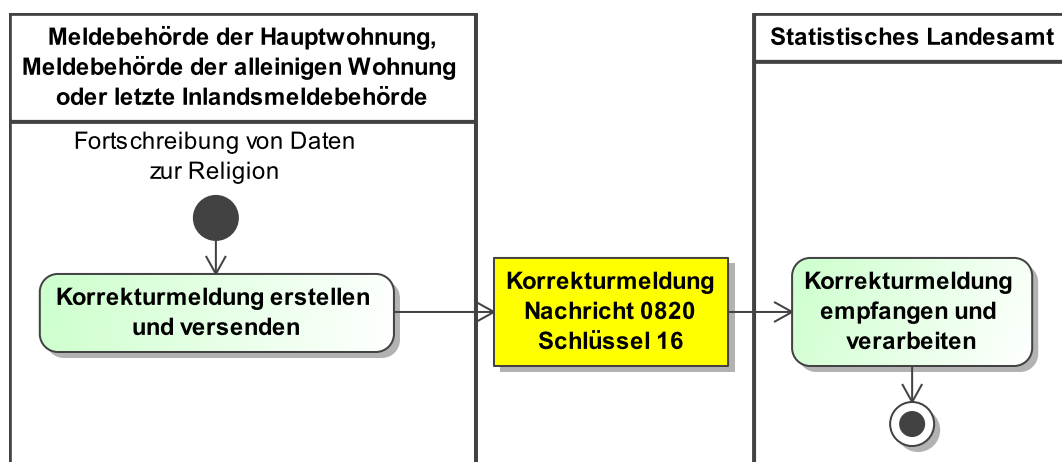 Meldebehörde der Hauptwohnung,
Meldebehörde der alleinigen Wohnung
oder letzte Inlandsmeldebehörde
Statistisches Landesamt
Fortschreibung von Daten
zur Religion
Korrekturmeldung erstellen
und versenden
Korrekturmeldung
Nachricht 0820
Schlüssel 16
Korrekturmeldung
empfangen und
verarbeiten